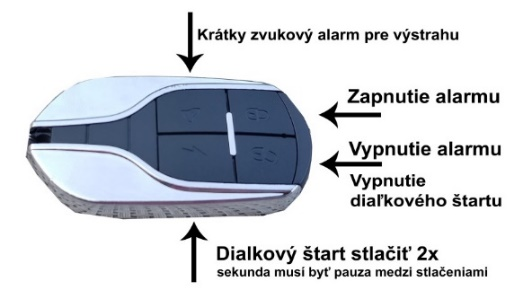 Krátky zvukový alarm pre výstrahu
Zapnutie alarmu
Vypnutie alarmu
Vypnutie
diaľkového štartu
Dialkový štart stlačiť 2x
sekunda musí byť pauza medzi stlačeniami